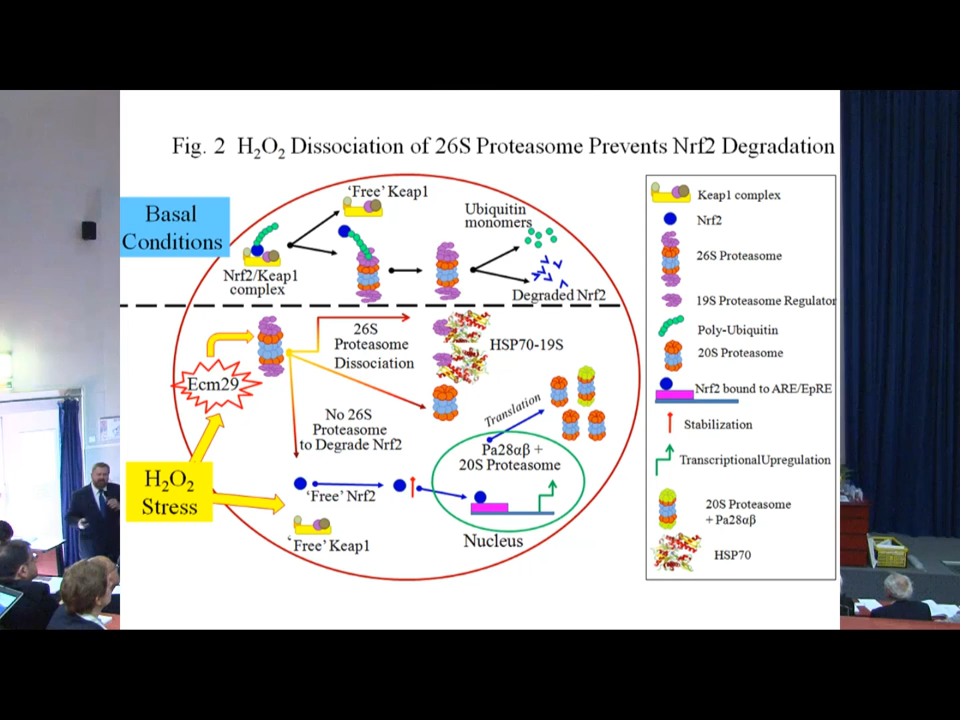 Fig. 2 H₂O₂ Dissociation of 26S Proteasome Prevents Nrf2 Degradation
Basal
Conditions
'Free' Keap1
Ubiquitin
monomers
Nrf2/Keap1
complex
Degraded Nrf2
26S
Proteasome
Dissociation
HSP70-19S
Ecm29
No 26S
Proteasome
to Degrade Nrf2
Translation
Pa28αβ +
20S Proteasome
H₂O₂
Stress
'Free' Nrf2
'Free' Keap1
Nucleus
Keap1 complex
Nrf2
26S Proteasome
19S Proteasome Regulator
Poly-Ubiquitin
20S Proteasome
Nrf2 bound to ARE/EpRE
Stabilization
TranscriptionalUpregulation
20S Proteasome
+ Pa28αβ
HSP70